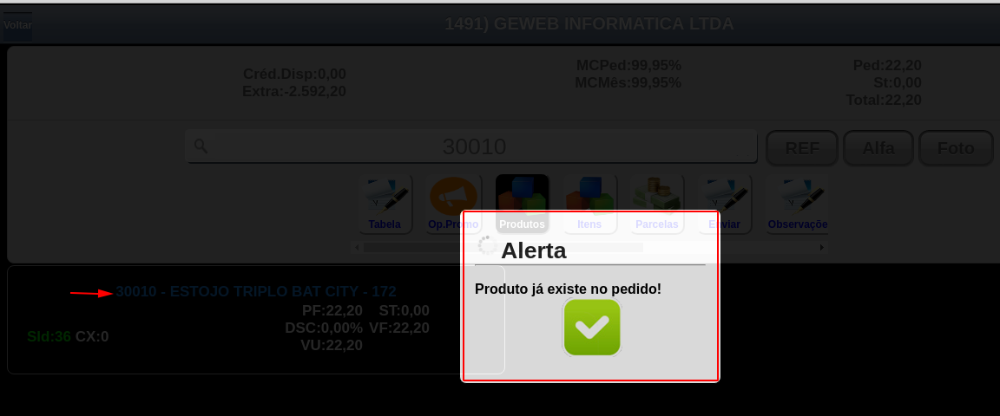 Voltar
1491) GEWEB INFORMATICA LTDA
Créd.Disp:0,00
Extra:-2.592,20
MCPed:99,95%
MCMês:99,95%
Ped:22,20
St:0,00
Total:22,20
30010
REF
Alfa
Foto
Tabela
Op.Promo
Produtos
Itens
Parcelas
Enviar
Observaçõe
Alerta
Produto já existe no pedido!
30010 - ESTOJO TRIPLO BAT CITY - 172
PF:22,20 ST:0,00
DSC:0,00% VF:22,20
VU:22,20
Sld:36 CX:0